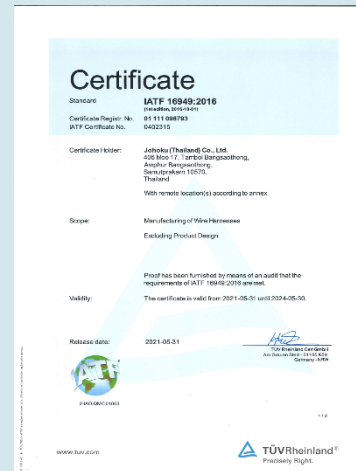 Certificate
Standard IATF 16949:2016
(1st edition, 2016-10-01)
Certificate Registr. No. 01 111 098793
IATF Certificate No. 0402315
Certificate Holder: Johoku (Thailand) Co., Ltd.
406 Moo 17, Tambol Bangsaothong,
Amphur Bangsaothong,
Samutprakarn 10570,
Thailand
With remote location(s) according to annex
Scope: Manufacturing of Wire Harnesses
Excluding Product Design
Proof has been furnished by means of an audit that the
requirements of IATF 16949:2016 are met.
Validity: The certificate is valid from 2021-05-31 until 2024-05-30.
Release date: 2021-05-31
TÜV Rheinland Cert GmbH
Am Grauen Stein · 51105 Köln
IATF
1 / 2
www.tuv.com
TÜVRheinland®
Precisely Right.